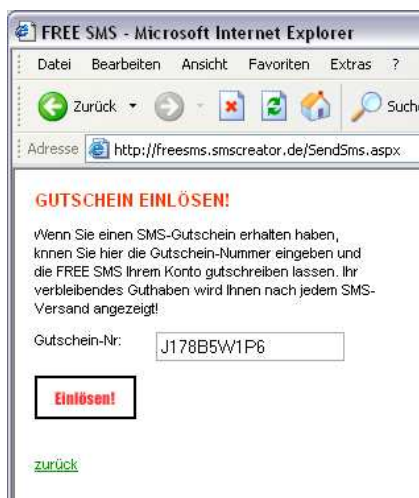 FREE SMS - Microsoft Internet Explorer
Datei Bearbeiten Ansicht Favoriten Extras ?
Zurück Suche
Adresse http://freesms.smscreator.de/SendSms.aspx
GUTSCHEIN EINLÖSEN!
Wenn Sie einen SMS-Gutschein erhalten haben,
knnen Sie hier die Gutschein-Nummer eingeben und
die FREE SMS Ihrem Konto gutschreiben lassen. Ihr
verbleibendes Guthaben wird Ihnen nach jedem SMS-
Versand angezeigt!
Gutschein-Nr: J178B5W1P6
Einlösen!
zurück